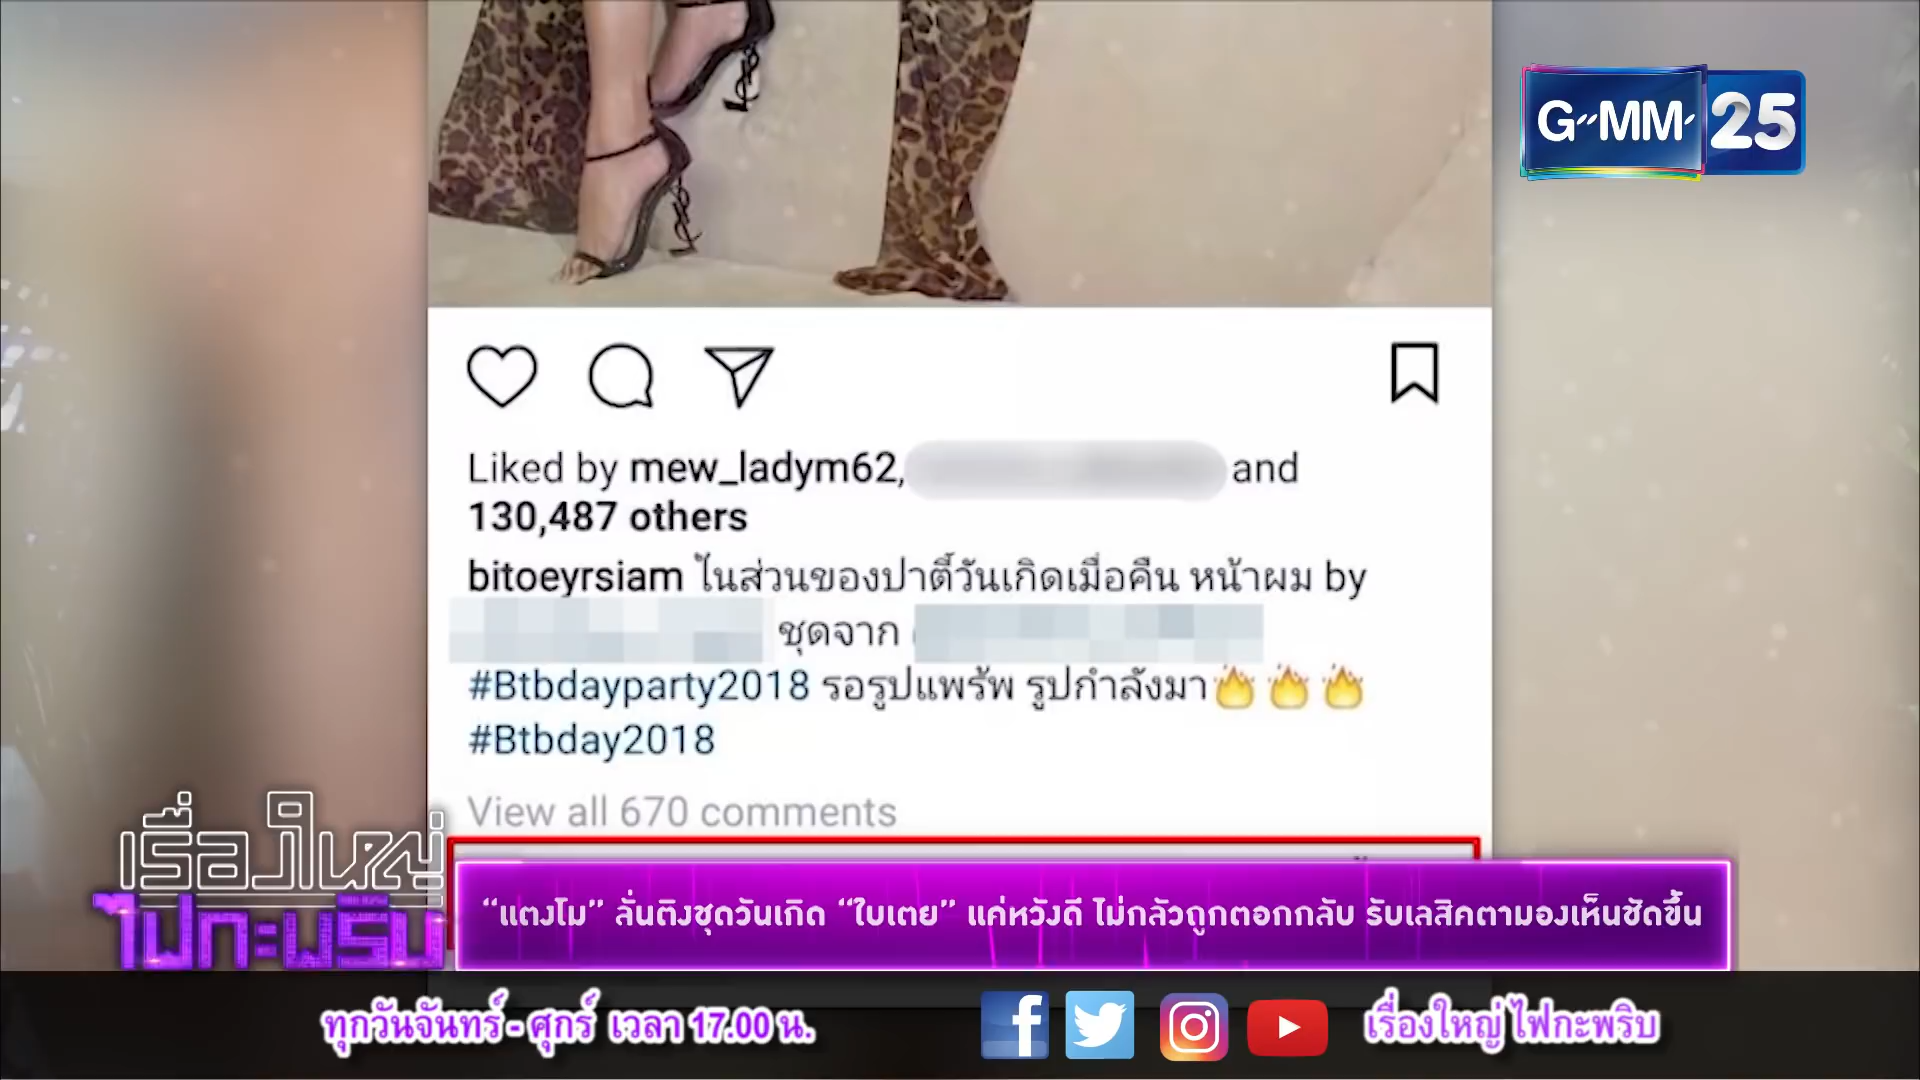 G-MM-25
Liked by mew_ladym62, and
130,487 others
bitoeyrsiam ในส่วนของปาตี้วันเกิดเมื่อคืน หน้าผม by
ชุดจาก
#Btbdayparty2018 รอรูปแพร้พ รูปกำลังมา🔥🔥🔥
#Btbday2018
View all 670 comments
เรื่องใหญ่
ไฟกะพริบ
“แตงโม” ลั่นติงชุดวันเกิด “ใบเตย” แค่หวังดี ไม่กลัวถูกตอกกลับ รับเลสิคตามองเห็นชัดขึ้น
ทุกวันจันทร์ - ศุกร์ เวลา 17.00 น.
เรื่องใหญ่ ไฟกะพริบ